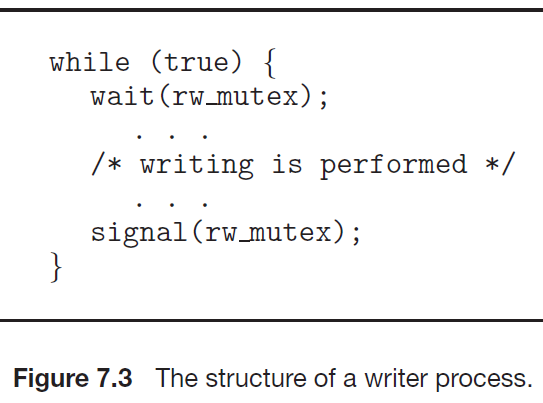 while (true) {
wait(rw_mutex);
. . .
/* writing is performed */
. . .
signal(rw_mutex);
}
Figure 7.3 The structure of a writer process.